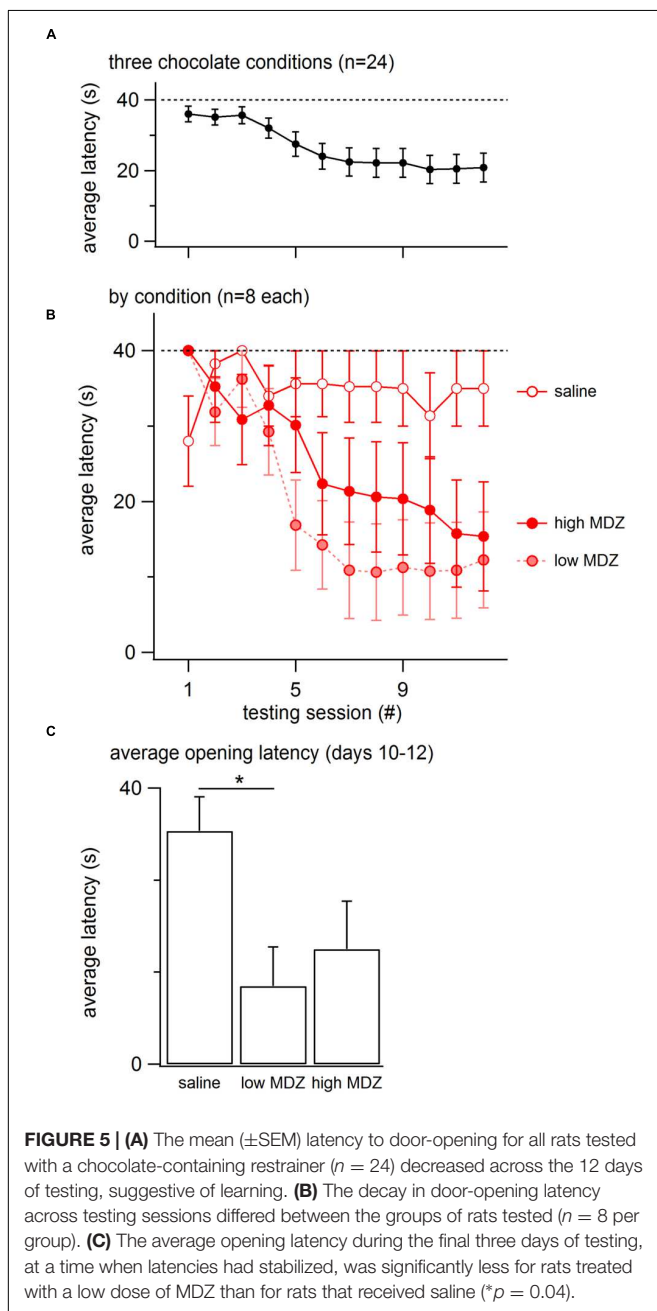 A
three chocolate conditions (n=24)
average latency (s)
40
20
0
by condition (n=8 each)
B
average latency (s)
40
20
0
saline
high MDZ
low MDZ
1
5
9
testing session (#)
C
average opening latency (days 10-12)
average latency (s)
40
0
*
saline
low MDZ
high MDZ
FIGURE 5 | (A) The mean (±SEM) latency to door-opening for all rats tested
with a chocolate-containing restrainer (n = 24) decreased across the 12 days
of testing, suggestive of learning. (B) The decay in door-opening latency
across testing sessions differed between the groups of rats tested (n = 8 per
group). (C) The average opening latency during the final three days of testing,
at a time when latencies had stabilized, was significantly less for rats treated
with a low dose of MDZ than for rats that received saline (*p = 0.04).